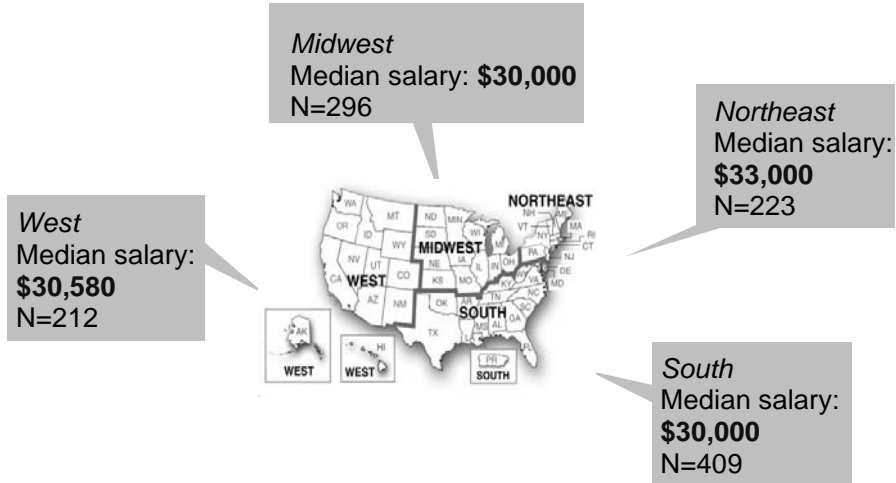 Midwest
Median salary: $30,000
N=296
Northeast
Median salary:
$33,000
N=223
West
Median salary:
$30,580
N=212
South
Median salary:
$30,000
N=409
NORTHEAST
MIDWEST
WEST
SOUTH
WA
MT
ND
MIN
OR
ID
SD
WI
MI
WY
NE
IA
NV
UT
CO
KS
MO
IL
IN
OH
PA
CA
AZ
NM
OK
AR
TN
KY
VA
NC
SC
GA
AL
MS
TX
FL
NH
VT
NY
ME
MA
RI
CT
NJ
DE
MD
AK
WEST
HI
WEST
PR
SOUTH